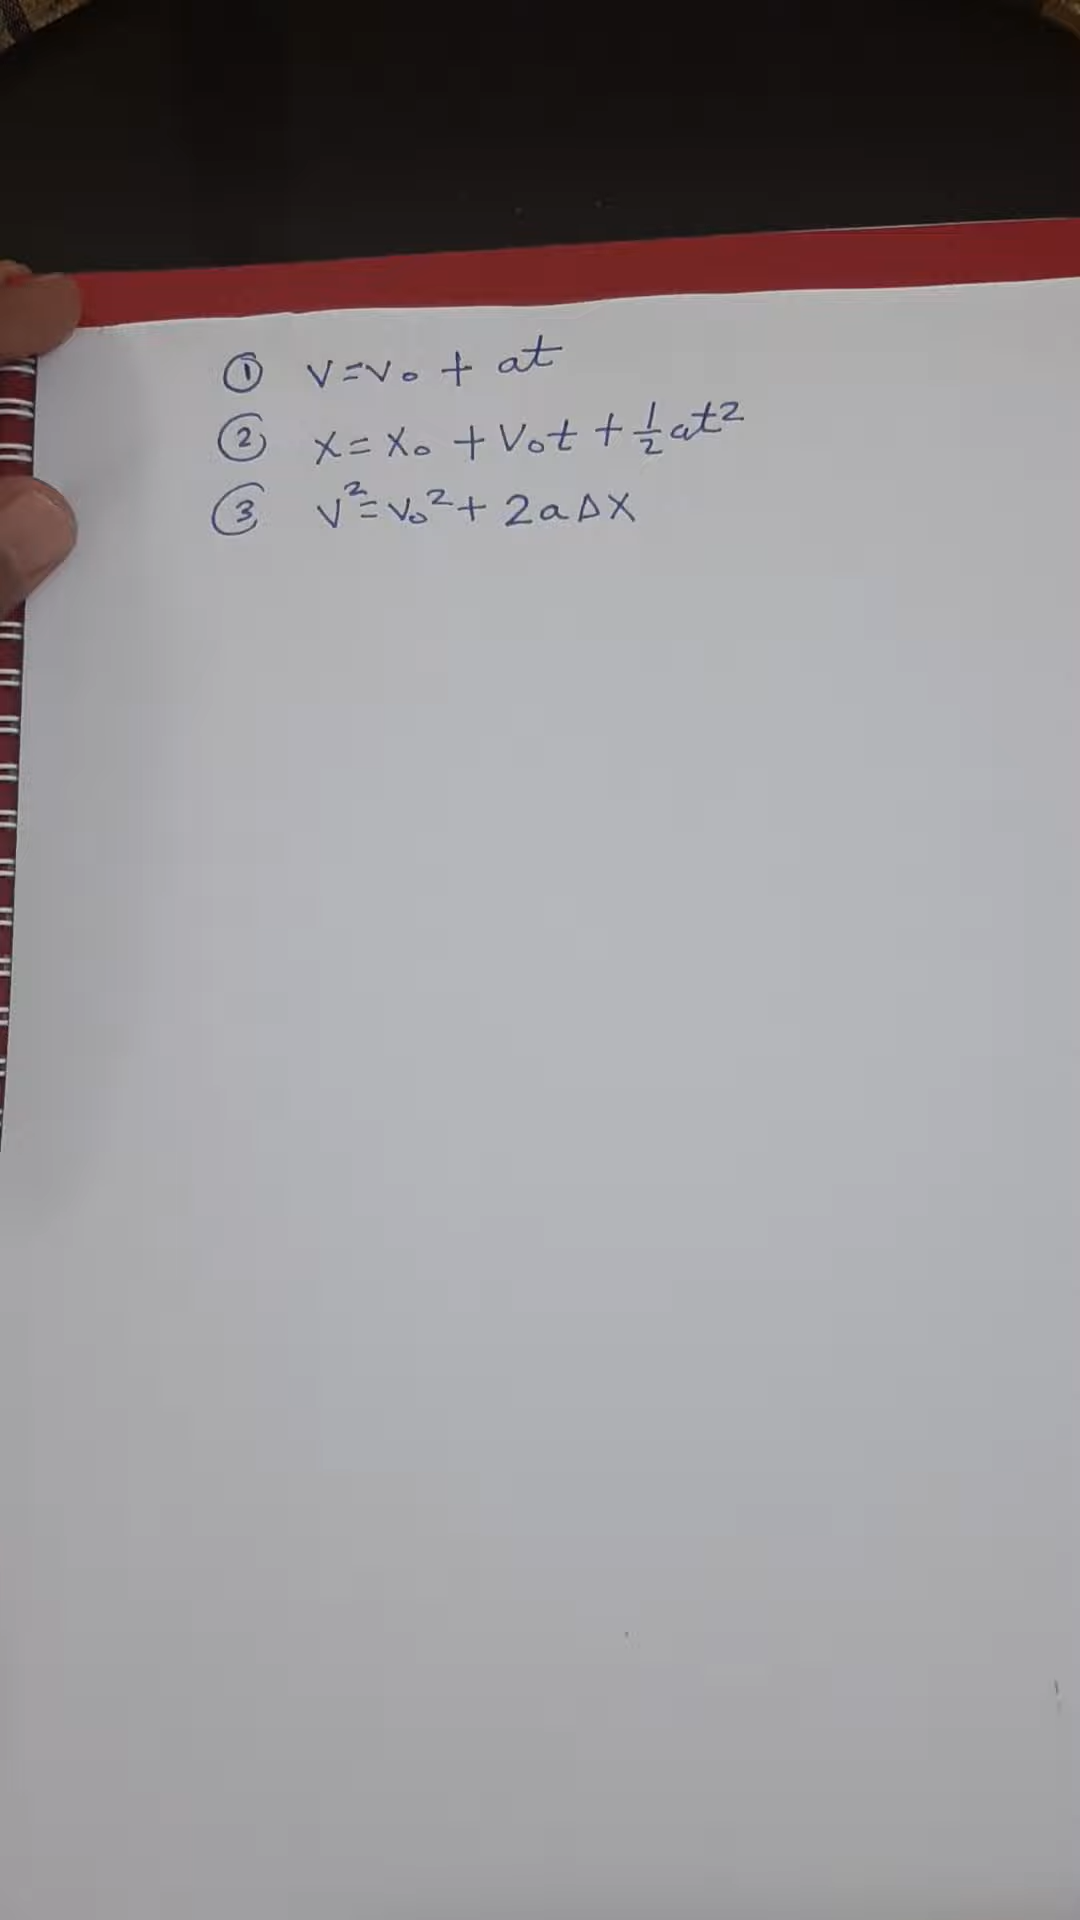 ① v=v₀ + at
② x=x₀ + v₀t + ½at²
③ v²=v₀²+ 2aΔx